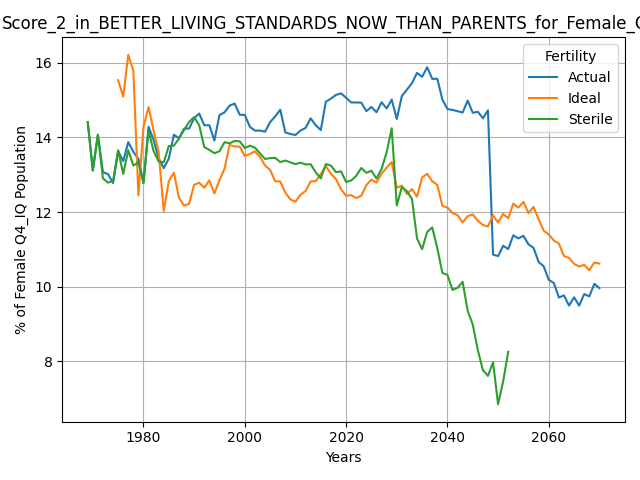 Score_2_in_BETTER_LIVING_STANDARDS_NOW_THAN_PARENTS_for_Female_
Fertility
Actual
Ideal
Sterile
% of Female Q4_IQ Population
16
14
12
10
8
1980
2000
2020
2040
2060
Years